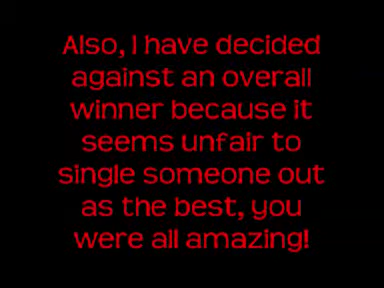 Also, I have decided
against an overall
winner because it
seems unfair to
single someone out
as the best, you
were all amazing!